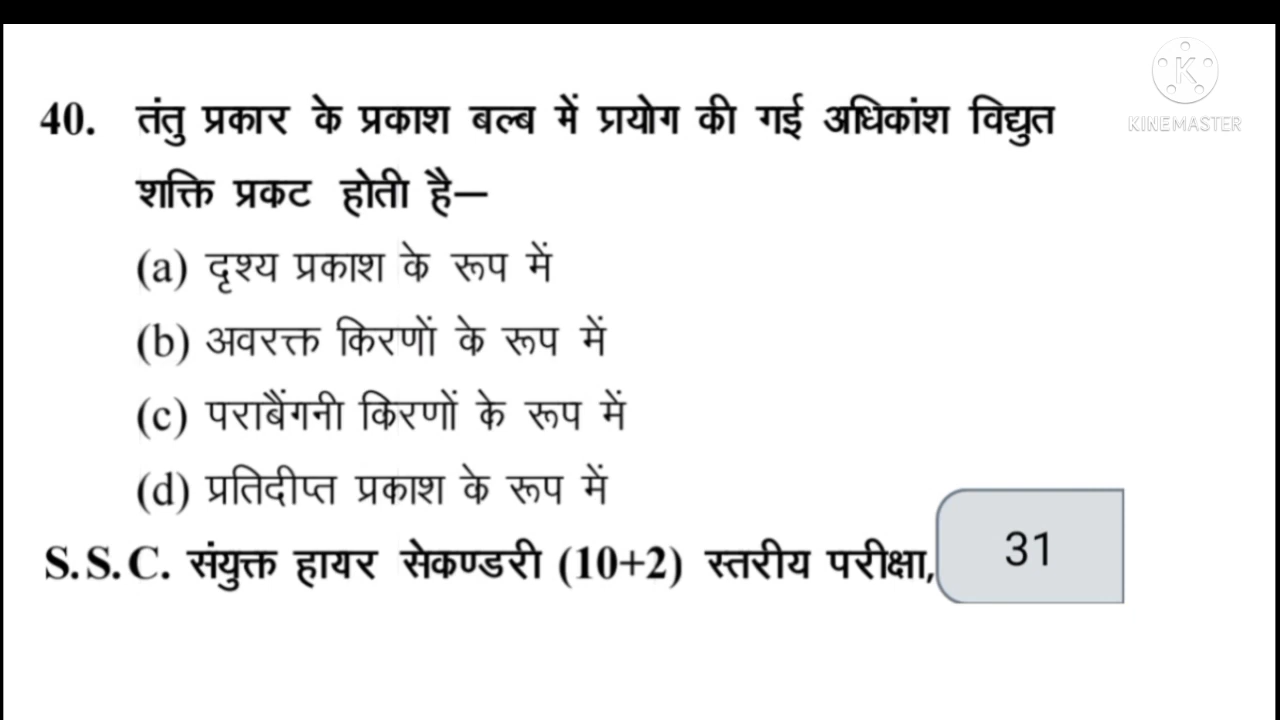 KINEMASTER
40. तंतु प्रकार के प्रकाश बल्ब में प्रयोग की गई अधिकांश विद्युत
शक्ति प्रकट होती है—
(a) दृश्य प्रकाश के रूप में
(b) अवरक्त किरणों के रूप में
(c) पराबैंगनी किरणों के रूप में
(d) प्रतिदीप्त प्रकाश के रूप में
S.S.C. संयुक्त हायर सेकण्डरी (10+2) स्तरीय परीक्षा,
31